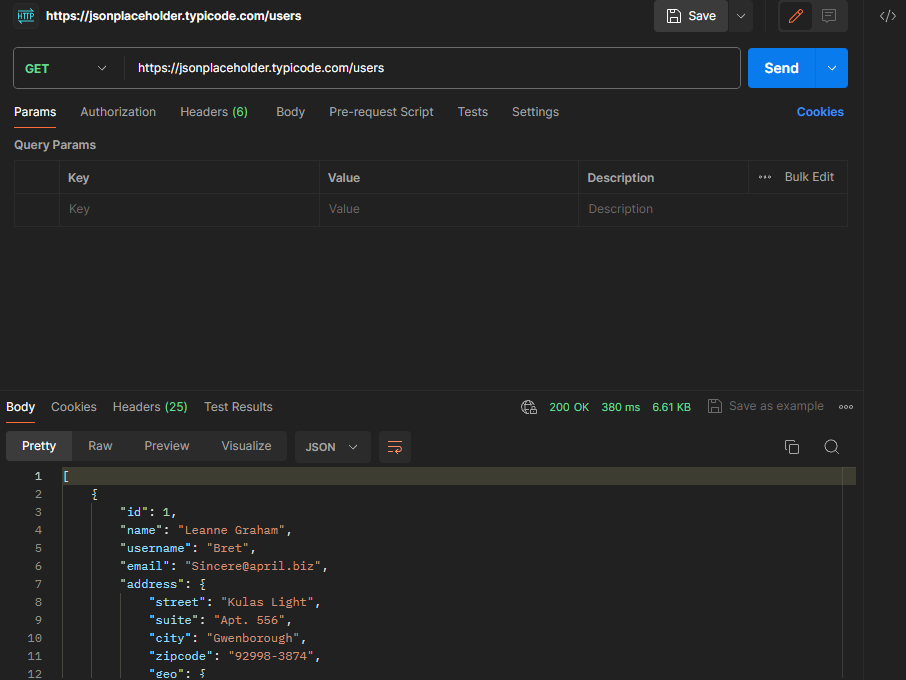 HTTP https://jsonplaceholder.typicode.com/users Save
GET https://jsonplaceholder.typicode.com/users Send
Params Authorization Headers (6) Body Pre-request Script Tests Settings Cookies
Query Params
Key Value Description Bulk Edit
Key Value Description
Body Cookies Headers (25) Test Results 200 OK 380 ms 6.61 KB Save as example
Pretty Raw Preview Visualize JSON
1 [
2 {
3 "id": 1,
4 "name": "Leanne Graham",
5 "username": "Bret",
6 "email": "Sincere@april.biz",
7 "address": {
8 "street": "Kulas Light",
9 "suite": "Apt. 556",
10 "city": "Gwenborough",
11 "zipcode": "92998-3874",
12 "geo": {